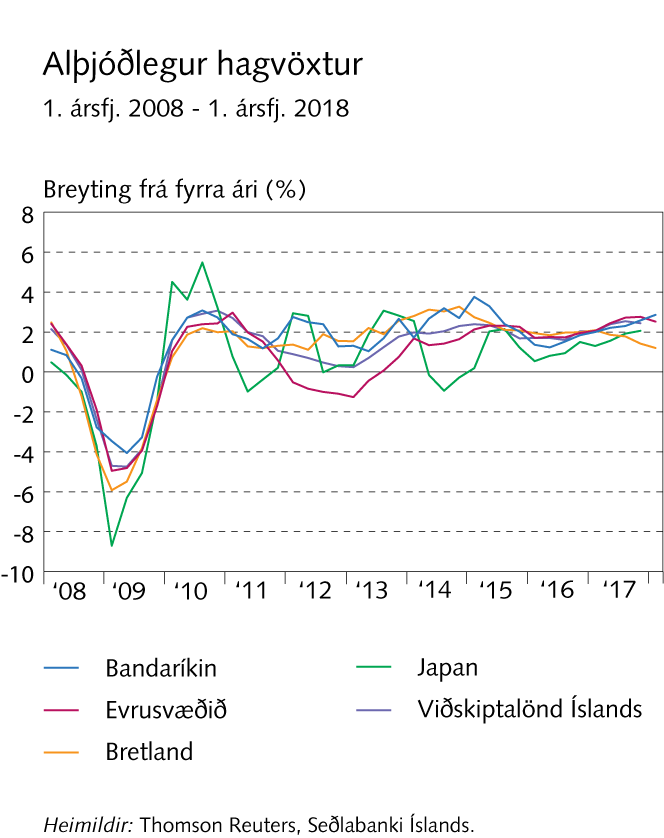 Alþjóðlegur hagvöxtur
1. ársfj. 2008 - 1. ársfj. 2018
Breyting frá fyrra ári (%)
8
6
4
2
0
-2
-4
-6
-8
-10
‘08 ‘09 ‘10 ‘11 ‘12 ‘13 ‘14 ‘15 ‘16 ‘17
Bandaríkin
Japan
Evrusvæðið
Viðskiptalönd Íslands
Bretland
Heimildir: Thomson Reuters, Seðlabanki Íslands.